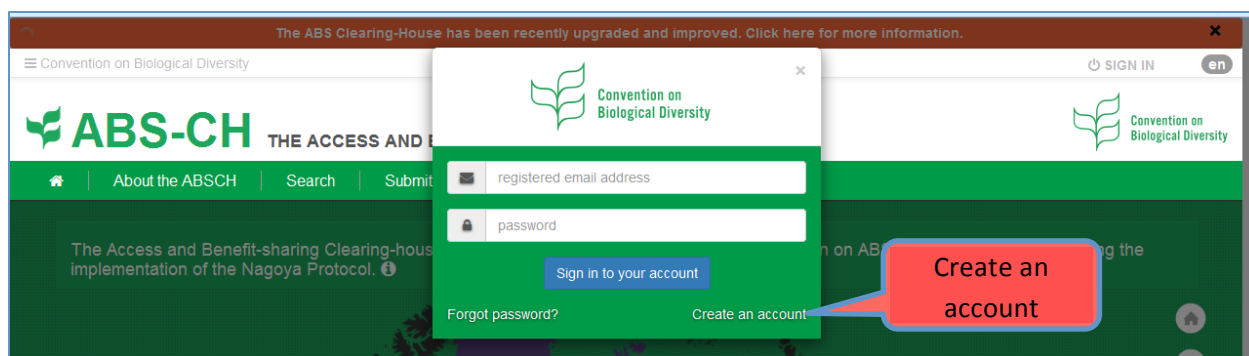 The ABS Clearing-House has been recently upgraded and improved. Click here for more information.
Convention on Biological Diversity
SIGN IN
en
Convention on
Biological Diversity
ABS-CH THE ACCESS AND
Convention on
Biological Diversity
About the ABSCH
Search
Submit
registered email address
password
Sign in to your account
Forgot password?
Create an account
The Access and Benefit-sharing Clearing-hous
n on ABS
g the
implementation of the Nagoya Protocol.
Create an
account